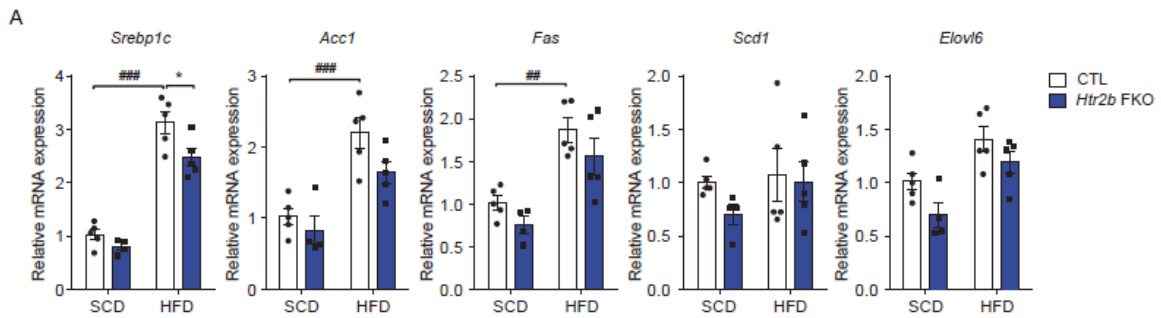 A
Srebp1c
Acc1
Fas
Scd1
Elovl6
Relative mRNA expression
4
3
2
1
0
###
*
SCD
HFD
Relative mRNA expression
3
2
1
0
###
SCD
HFD
Relative mRNA expression
2.5
2.0
1.5
1.0
0.5
0.0
##
SCD
HFD
Relative mRNA expression
2.0
1.5
1.0
0.5
0.0
SCD
HFD
Relative mRNA expression
2.0
1.5
1.0
0.5
0.0
SCD
HFD
CTL
Htr2b FKO